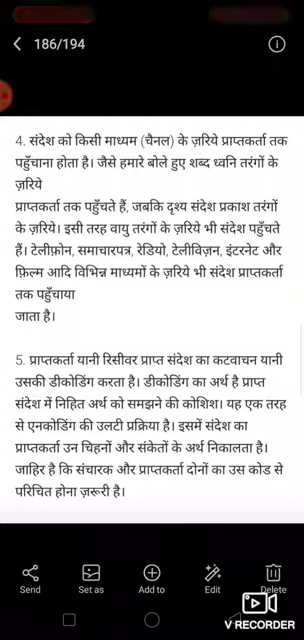 186/194
4. संदेश को किसी माध्यम (चैनल) के ज़रिये प्राप्तकर्ता तक
पहुँचाना होता है। जैसे हमारे बोले हुए शब्द ध्वनि तरंगों के
ज़रिये
प्राप्तकर्ता तक पहुँचते हैं, जबकि दृश्य संदेश प्रकाश तरंगों
के ज़रिये। इसी तरह वायु तरंगों के ज़रिये भी संदेश पहुँचते
हैं। टेलीफ़ोन, समाचारपत्र, रेडियो, टेलीविज़न, इंटरनेट और
फ़िल्म आदि विभिन्न माध्यमों के ज़रिये भी संदेश प्राप्तकर्ता
तक पहुँचाया
जाता है।
5. प्राप्तकर्ता यानी रिसीवर प्राप्त संदेश का कटवाचन यानी
उसकी डीकोडिंग करता है। डीकोडिंग का अर्थ है प्राप्त
संदेश में निहित अर्थ को समझने की कोशिश। यह एक तरह
से एनकोडिंग की उलटी प्रक्रिया है। इसमें संदेश का
प्राप्तकर्ता उन चिहनों और संकेतों के अर्थ निकालता है।
जाहिर है कि संचारक और प्राप्तकर्ता दोनों का उस कोड से
परिचित होना ज़रूरी है।
Send Set as Add to Edit Delete
V RECORDER